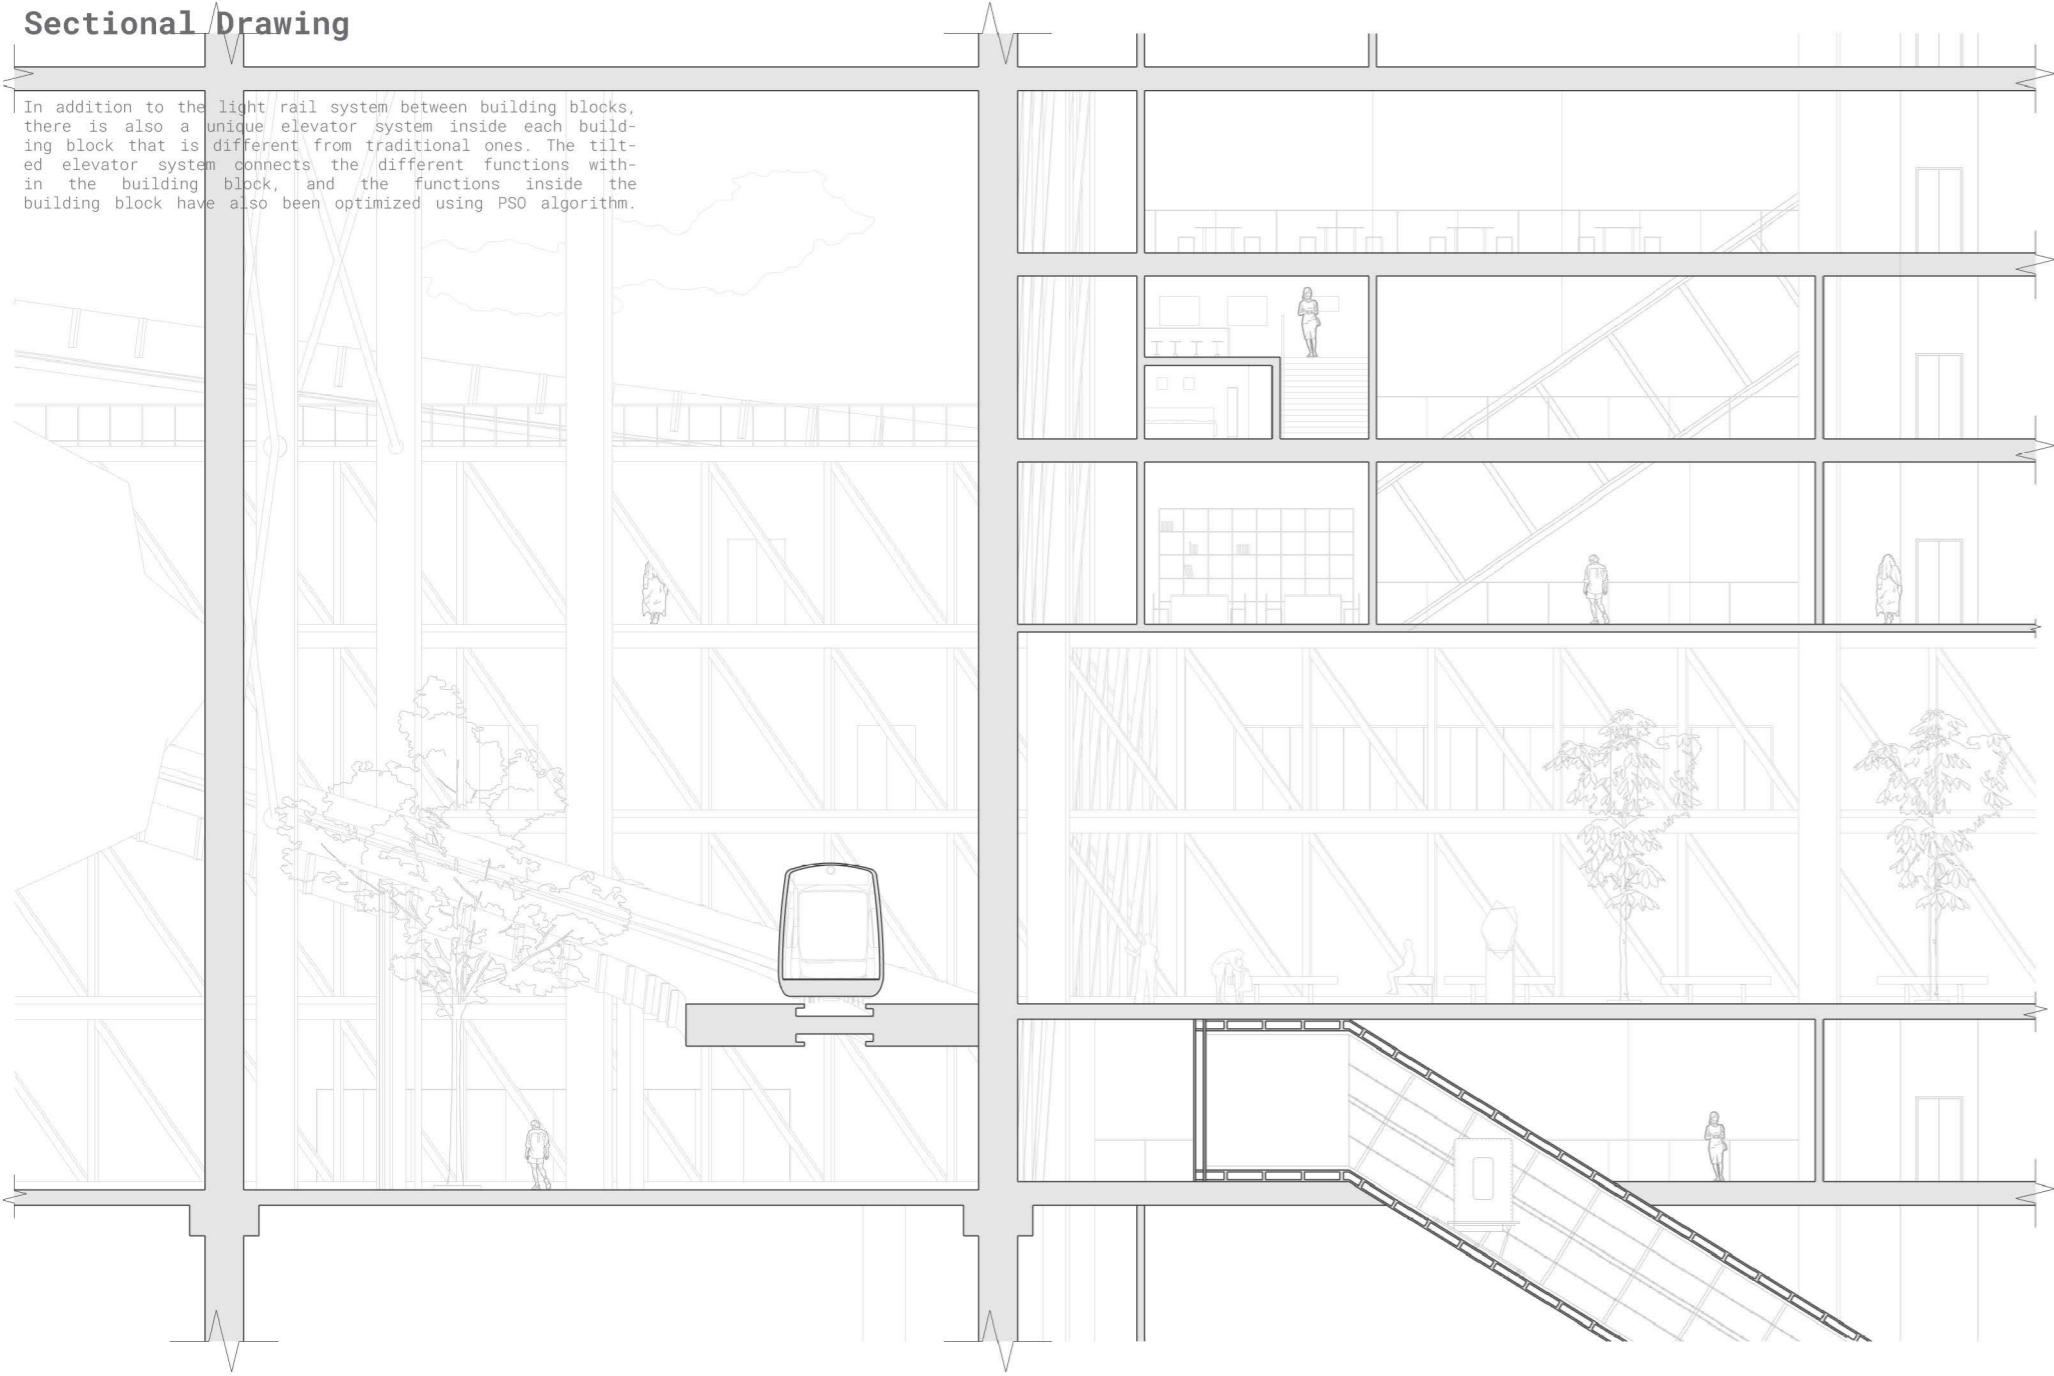 Sectional Drawing
In addition to the light rail system between building blocks,
there is also a unique elevator system inside each build-
ing block that is different from traditional ones. The tilt-
ed elevator system connects the different functions with-
in the building block, and the functions inside the
building block have also been optimized using PSO algorithm.